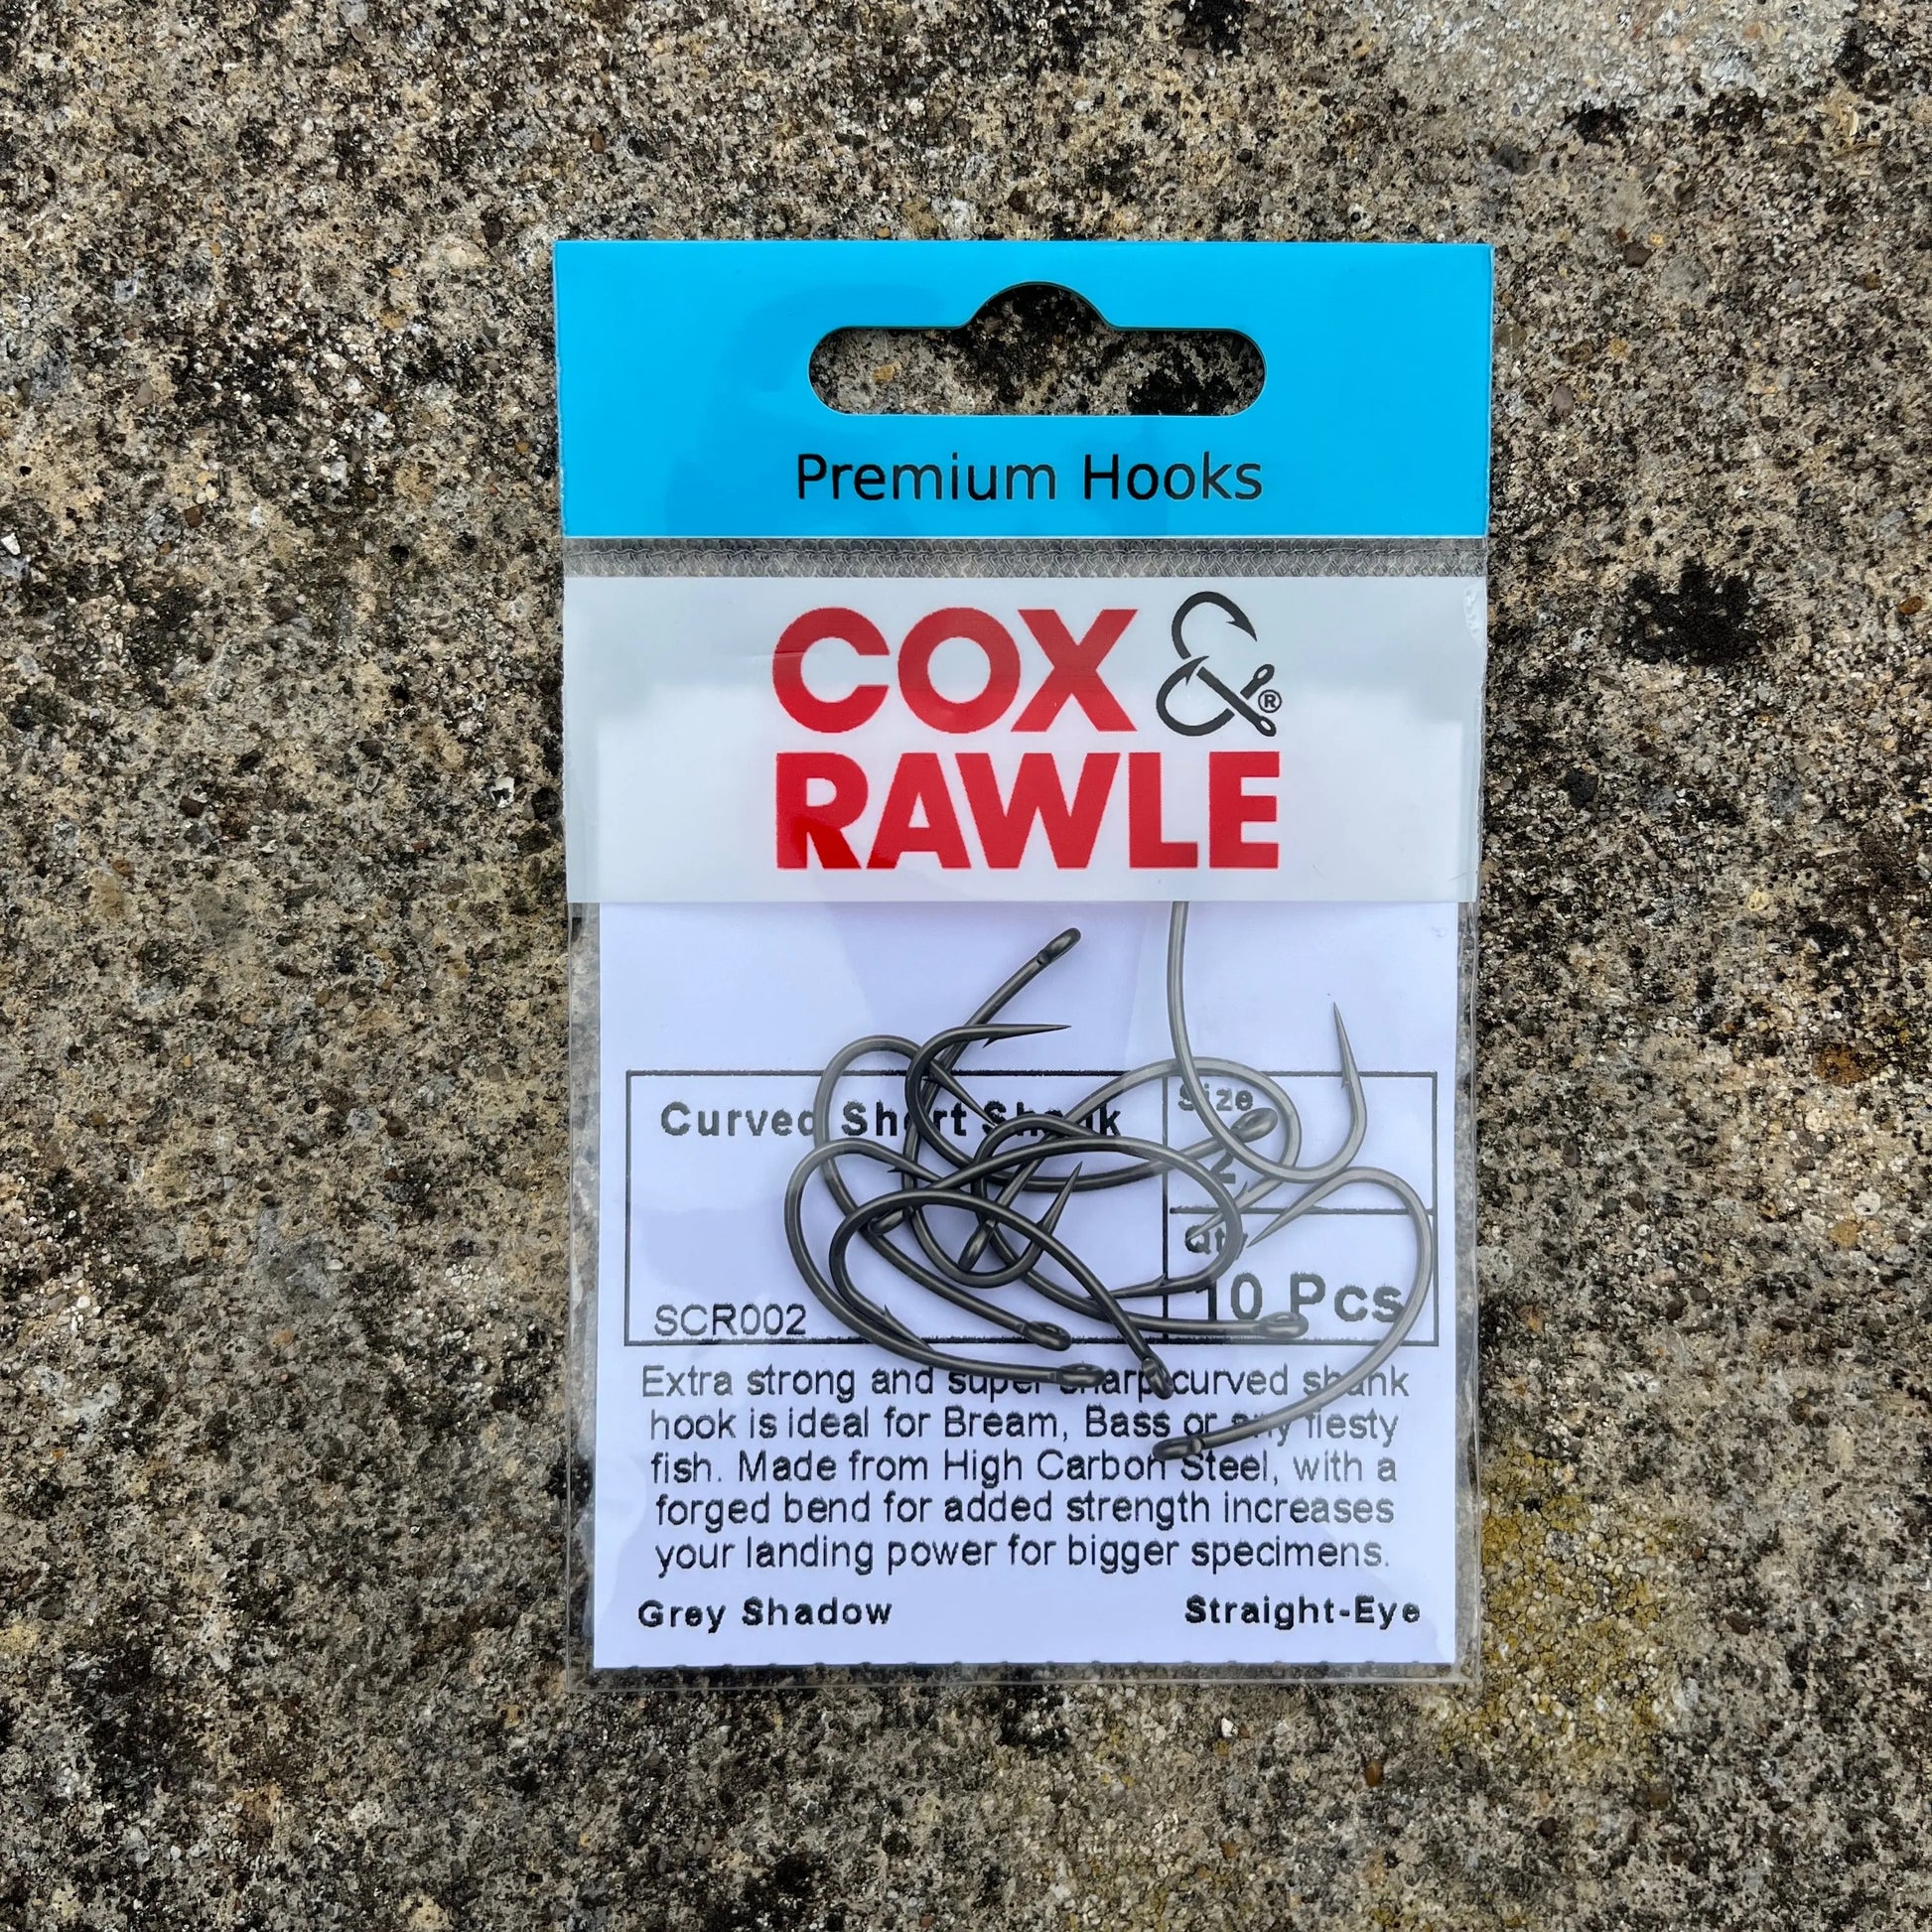 Premium Hooks
COX &®
RAWLE
Curved Short Shank
Size
2
Qty
10 Pcs
SCR002
Extra strong and super sharp curved shank
hook is ideal for Bream, Bass or any fiesty
fish. Made from High Carbon Steel, with a
forged bend for added strength increases
your landing power for bigger specimens.
Grey Shadow
Straight-Eye